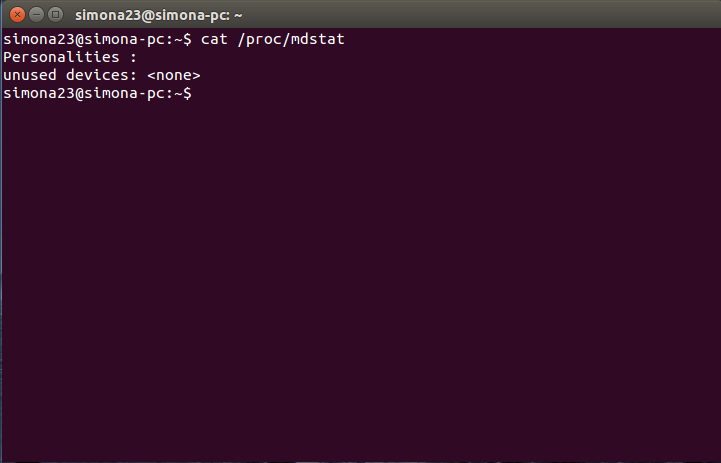 simona23@simona-pc: ~
simona23@simona-pc:~$ cat /proc/mdstat
Personalities :
unused devices: <none>
simona23@simona-pc:~$